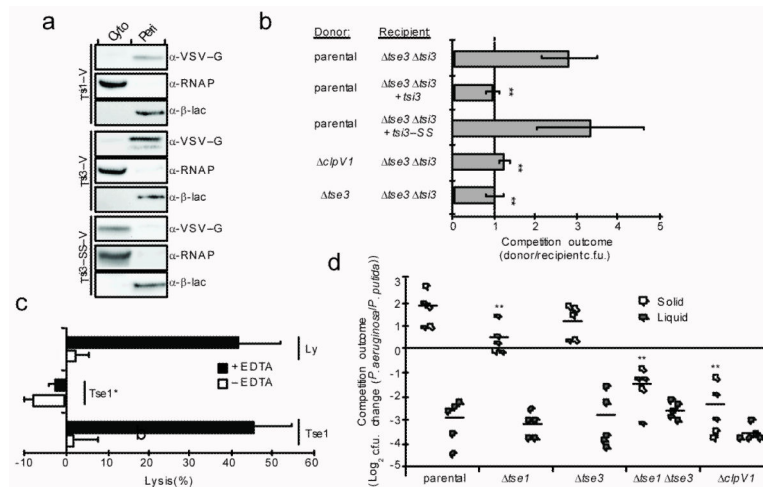 a
Cyto Peri
Tsi1–V
α-VSV–G
α-RNAP
α-β-lac
Tsi3–V
α-VSV–G
α-RNAP
α-β-lac
Tsi3–SS–V
α-VSV–G
α-RNAP
α-β-lac
b
Donor: Recipient:
parental Δtse3 Δtsi3
parental Δtse3 Δtsi3
+ tsi3
**
parental Δtse3 Δtsi3
+ tsi3–SS
ΔclpV1 Δtse3 Δtsi3
**
Δtse3 Δtse3 Δtsi3
**
0 1 2 3 4 5
Competition outcome
(donor/recipient c.f.u.)
c
Ly
+EDTA
–EDTA
Tse1*
Tse1
-10 0 10 20 30 40 50 60
Lysis(%)
d
Competition outcome
(Log2 c.f.u. change (P. aeruginosa/P. putida))
3
2
1
0
-1
-2
-3
-4
-5
Solid
Liquid
**
**
**
parental Δtse1 Δtse3 Δtse1 Δtse3 ΔclpV1